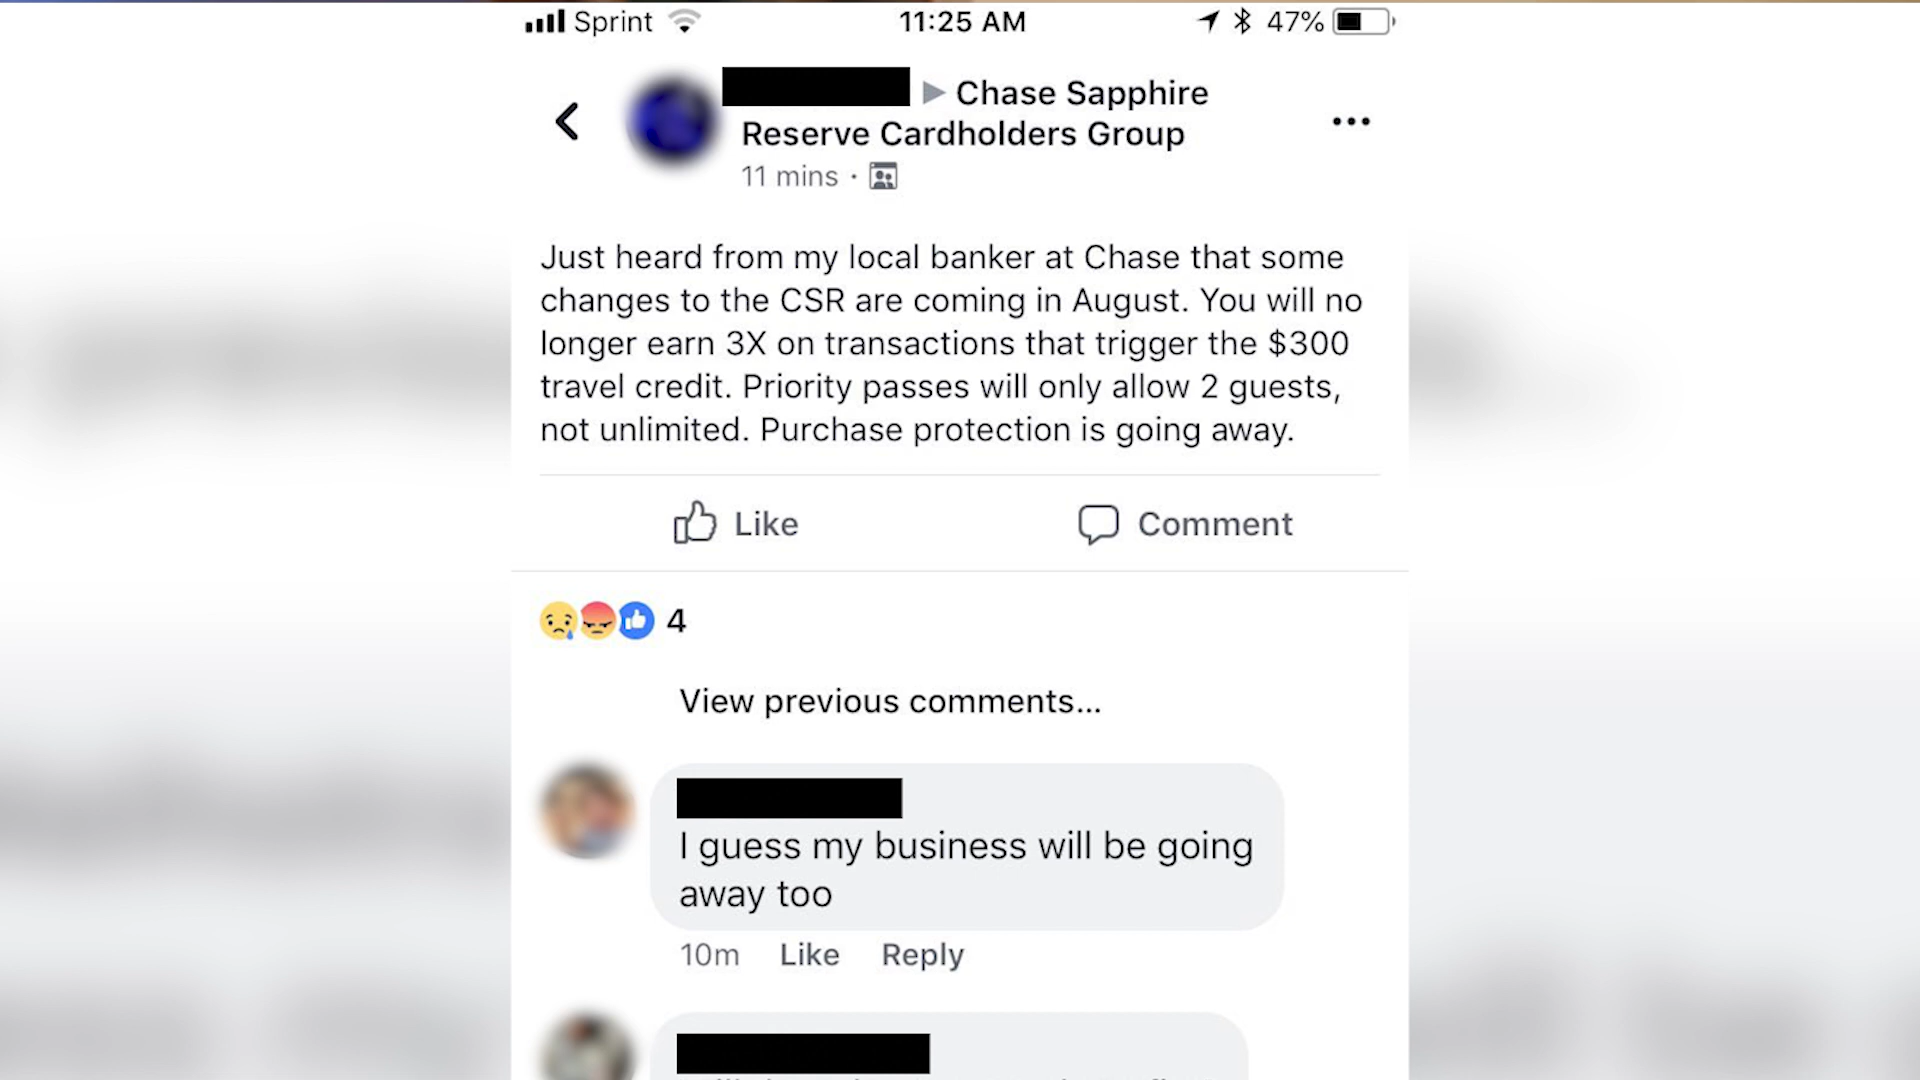 Sprint 11:25 AM 47%
Chase Sapphire
Reserve Cardholders Group
11 mins ·
Just heard from my local banker at Chase that some
changes to the CSR are coming in August. You will no
longer earn 3X on transactions that trigger the $300
travel credit. Priority passes will only allow 2 guests,
not unlimited. Purchase protection is going away.
Like Comment
4
View previous comments...
I guess my business will be going
away too
10m Like Reply